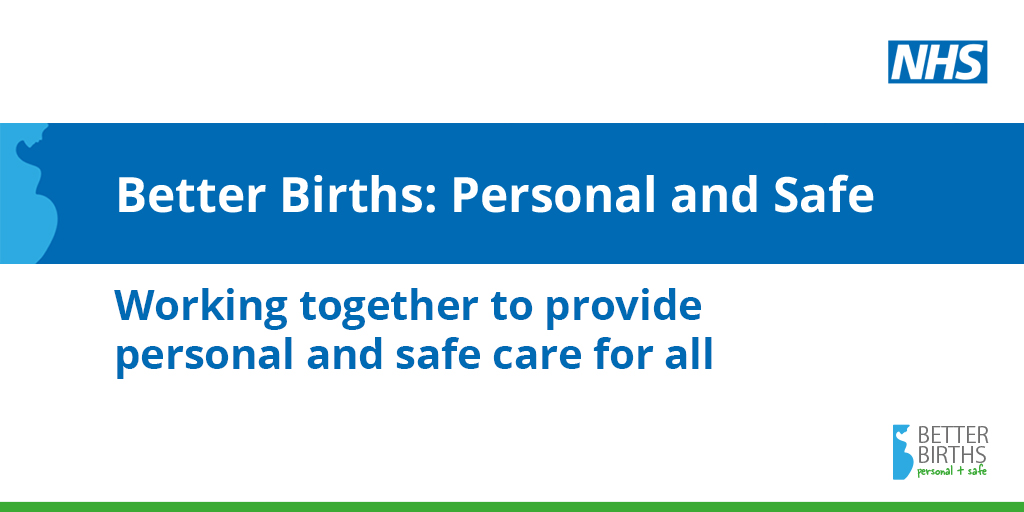 NHS
Better Births: Personal and Safe
Working together to provide
personal and safe care for all
BETTER
BIRTHS
personal + safe